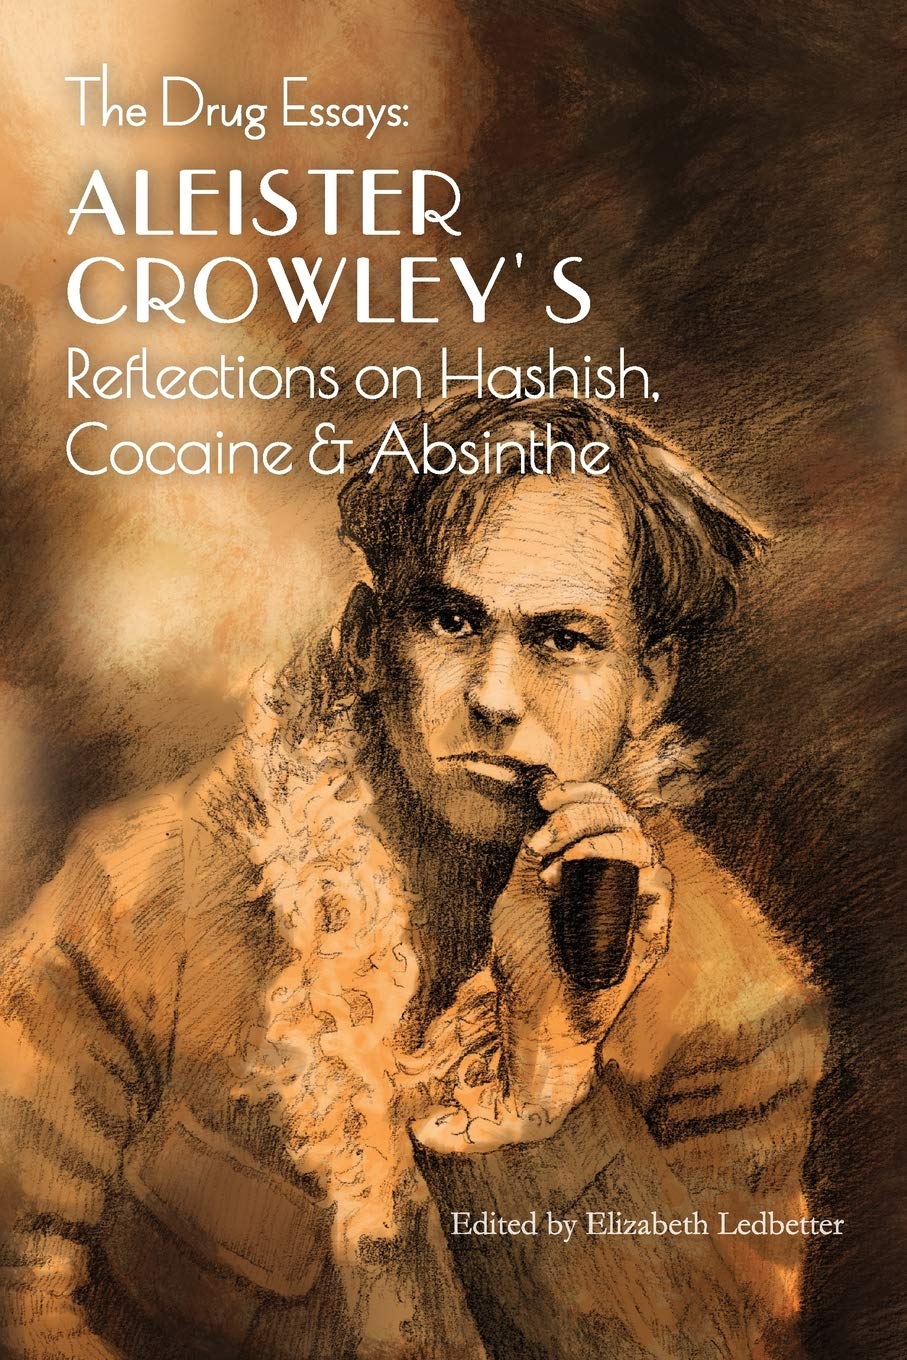 The Drug Essays:
ALEISTER
CROWLEY'S
Reflections on Hashish,
Cocaine & Absinthe
Edited by Elizabeth Ledbetter